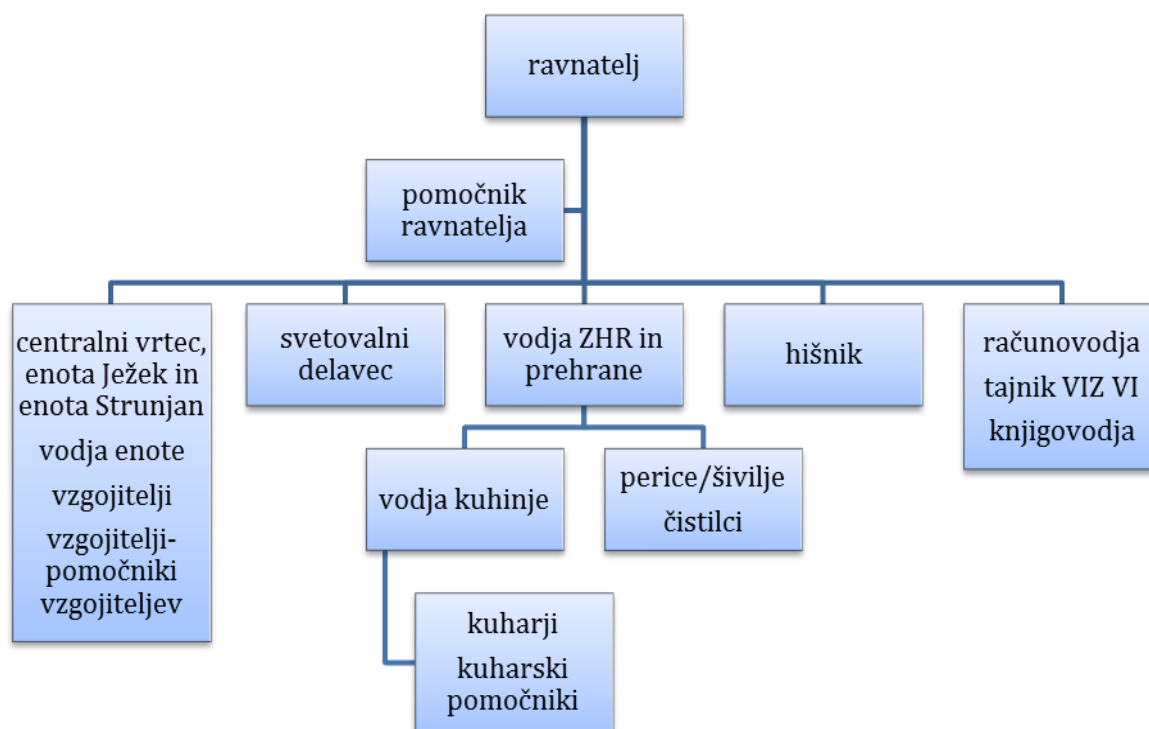 ravnatelj
pomočnik
ravnatelja
centralni vrtec,
enota Ježek in
enota Strunjan
vodja enote
vzgojitelji
vzgojitelji-
pomočniki
vzgojiteljev
svetovalni
delavec
vodja ZHR in
prehrane
hišnik
računovodja
tajnik VIZ VI
knjigovodja
vodja kuhinje
perice/šivilje
čistilci
kuharji
kuharski
pomočniki